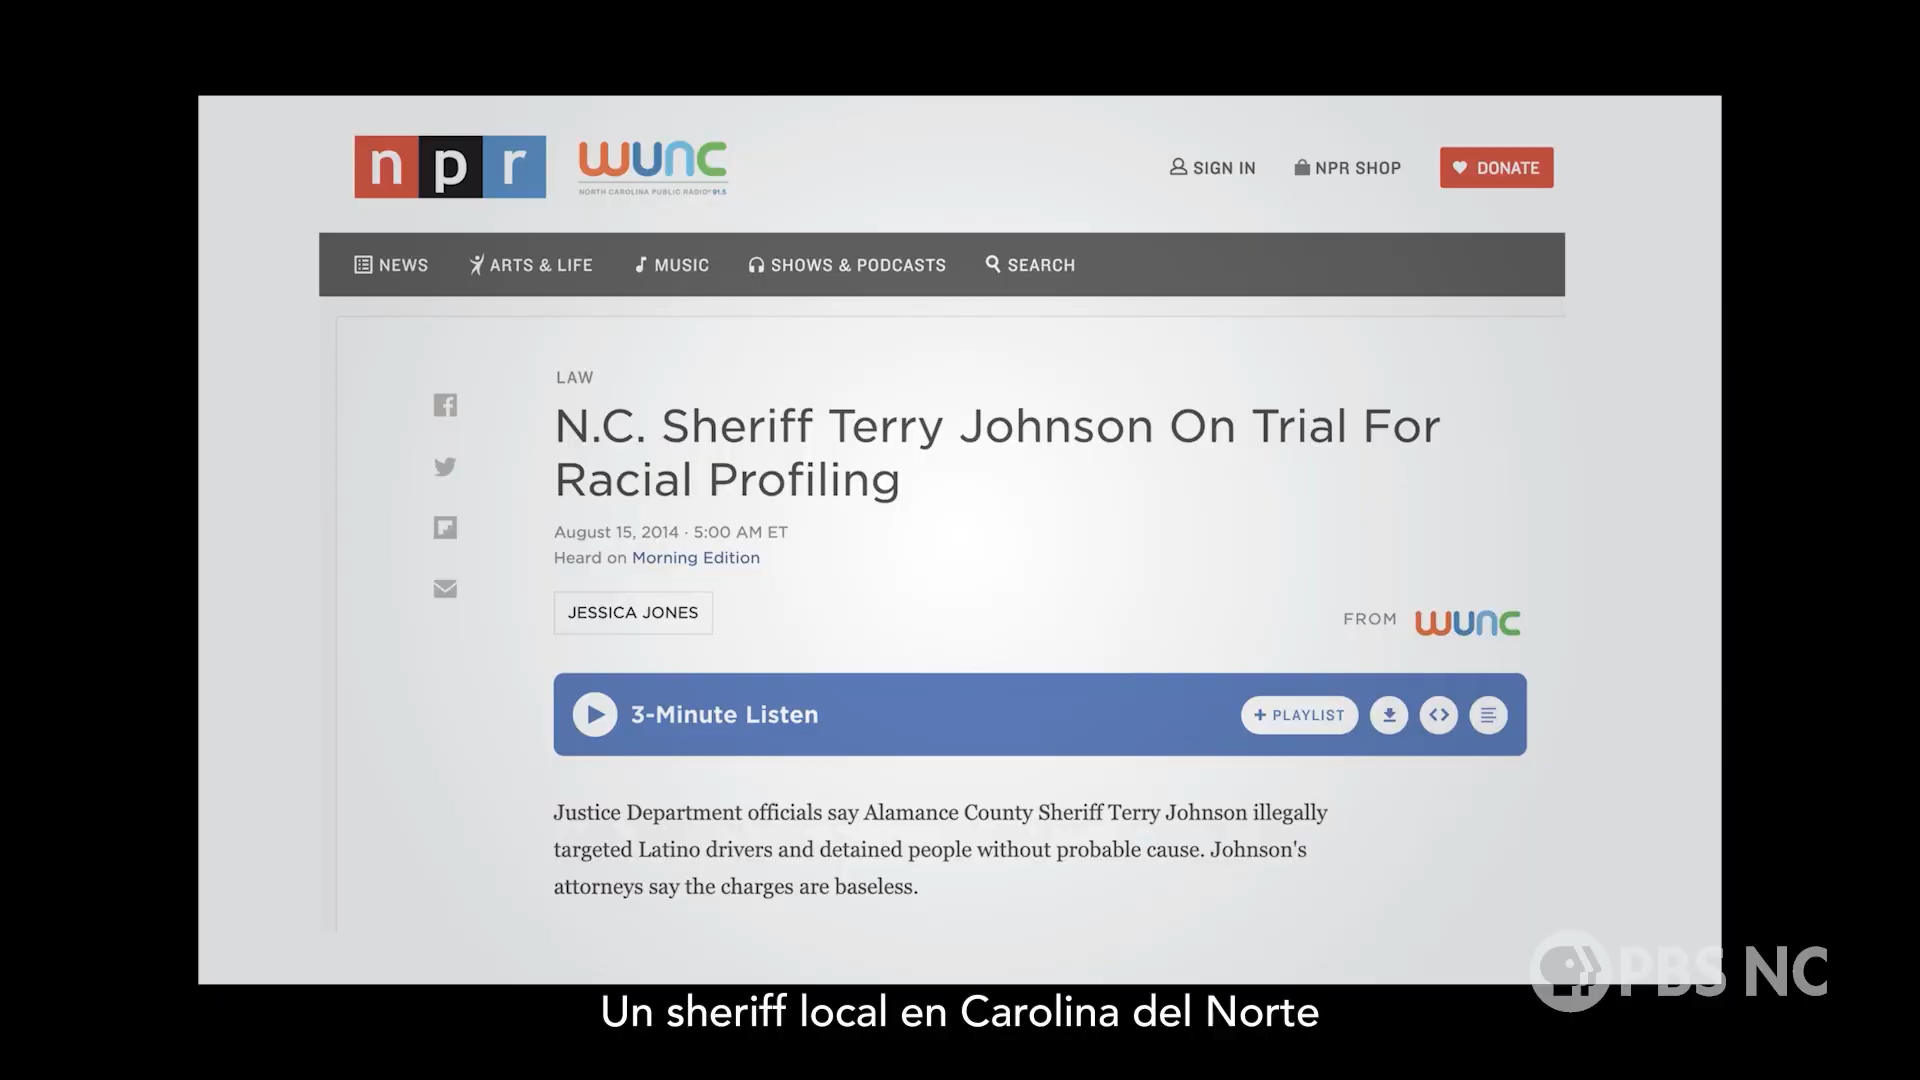 npr
wunc
NORTH CAROLINA PUBLIC RADIO 91.5
SIGN IN
NPR SHOP
DONATE
NEWS
ARTS & LIFE
MUSIC
SHOWS & PODCASTS
SEARCH
LAW
N.C. Sheriff Terry Johnson On Trial For
Racial Profiling
August 15, 2014 · 5:00 AM ET
Heard on Morning Edition
JESSICA JONES
FROM wunc
3-Minute Listen
+ PLAYLIST
Justice Department officials say Alamance County Sheriff Terry Johnson illegally
targeted Latino drivers and detained people without probable cause. Johnson's
attorneys say the charges are baseless.
PBS NC
Un sheriff local en Carolina del Norte